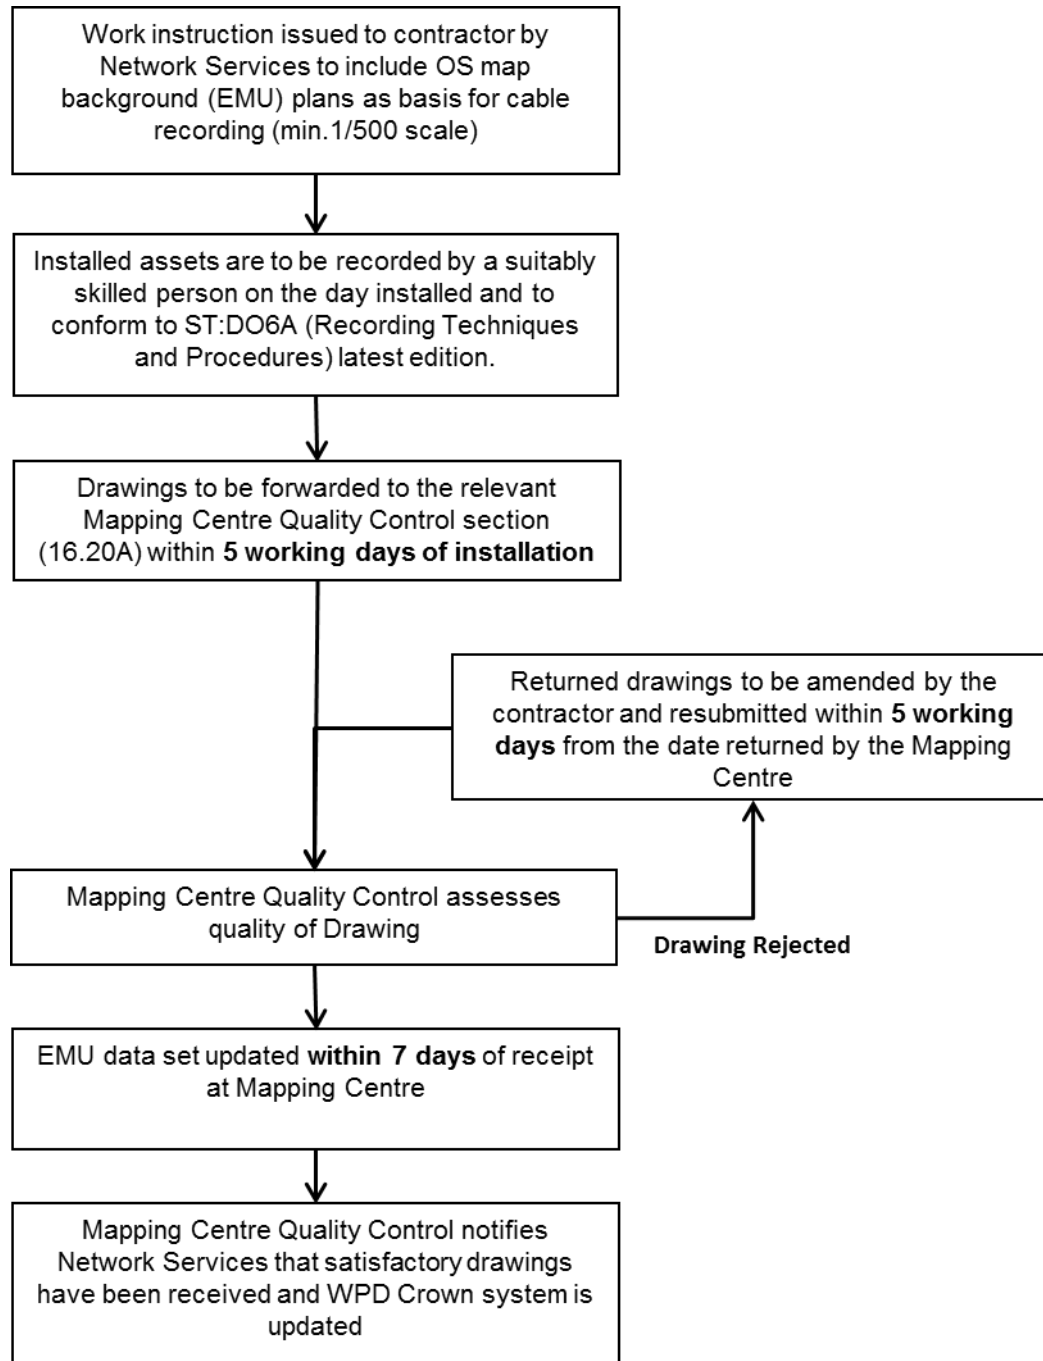 Work instruction issued to contractor by
Network Services to include OS map
background (EMU) plans as basis for cable
recording (min.1/500 scale)
Installed assets are to be recorded by a suitably
skilled person on the day installed and to
conform to ST:DO6A (Recording Techniques
and Procedures) latest edition.
Drawings to be forwarded to the relevant
Mapping Centre Quality Control section
(16.20A) within 5 working days of installation
Returned drawings to be amended by the
contractor and resubmitted within 5 working
days from the date returned by the Mapping
Centre
Mapping Centre Quality Control assesses
quality of Drawing
Drawing Rejected
EMU data set updated within 7 days of receipt
at Mapping Centre
Mapping Centre Quality Control notifies
Network Services that satisfactory drawings
have been received and WPD Crown system is
updated